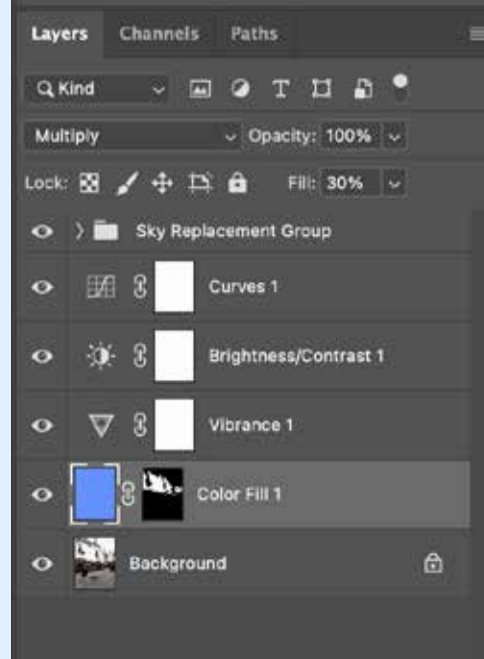 Layers Channels Paths
Kind
Multiply Opacity: 100%
Lock: Fill: 30%
Sky Replacement Group
Curves 1
Brightness/Contrast 1
Vibrance 1
Color Fill 1
Background